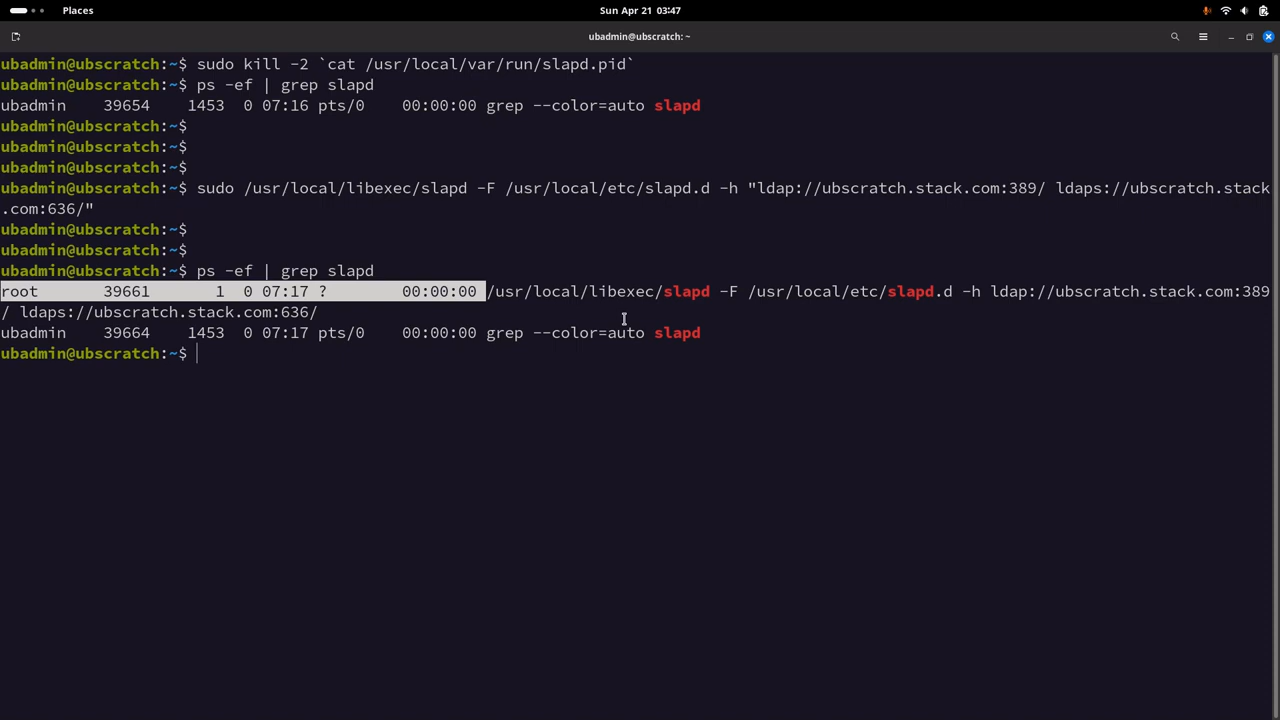 Places
Sun Apr 21 03:47
ubadmin@ubscratch: ~
ubadmin@ubscratch:~$ sudo kill -2 `cat /usr/local/var/run/slapd.pid`
ubadmin@ubscratch:~$ ps -ef | grep slapd
ubadmin    39654    1453  0 07:16 pts/0    00:00:00 grep --color=auto slapd
ubadmin@ubscratch:~$
ubadmin@ubscratch:~$
ubadmin@ubscratch:~$
ubadmin@ubscratch:~$ sudo /usr/local/libexec/slapd -F /usr/local/etc/slapd.d -h "ldap://ubscratch.stack.com:389/ ldaps://ubscratch.stack
.com:636/"
ubadmin@ubscratch:~$
ubadmin@ubscratch:~$
ubadmin@ubscratch:~$ ps -ef | grep slapd
root       39661       1  0 07:17 ?        00:00:00 /usr/local/libexec/slapd -F /usr/local/etc/slapd.d -h ldap://ubscratch.stack.com:389
/ ldaps://ubscratch.stack.com:636/
ubadmin    39664    1453  0 07:17 pts/0    00:00:00 grep --color=auto slapd
ubadmin@ubscratch:~$